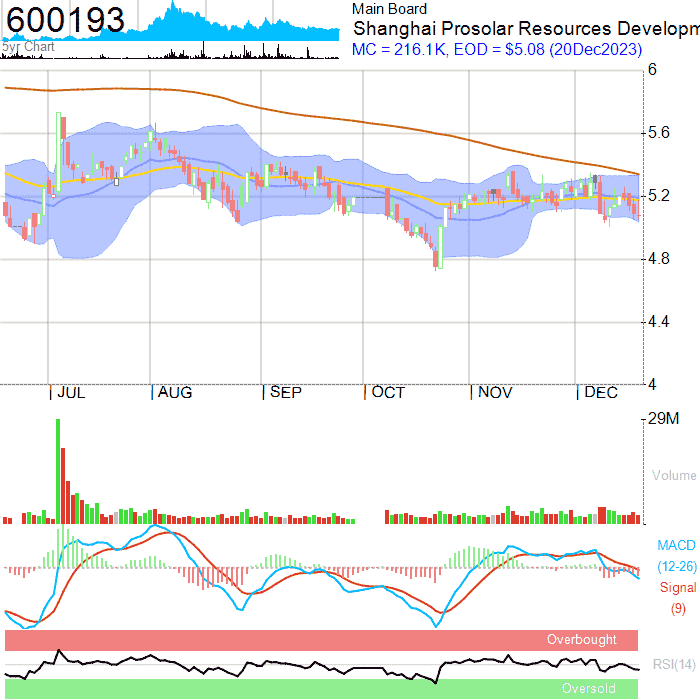 600193
5yr Chart
Main Board
Shanghai Prosolar Resources Developm
MC = 216.1K, EOD = $5.08 (20Dec2023)
6
5.6
5.2
4.8
4.4
4
JUL
AUG
SEP
OCT
NOV
DEC
29M
Volume
MACD
(12-26)
Signal
(9)
Overbought
RSI(14)
Oversold